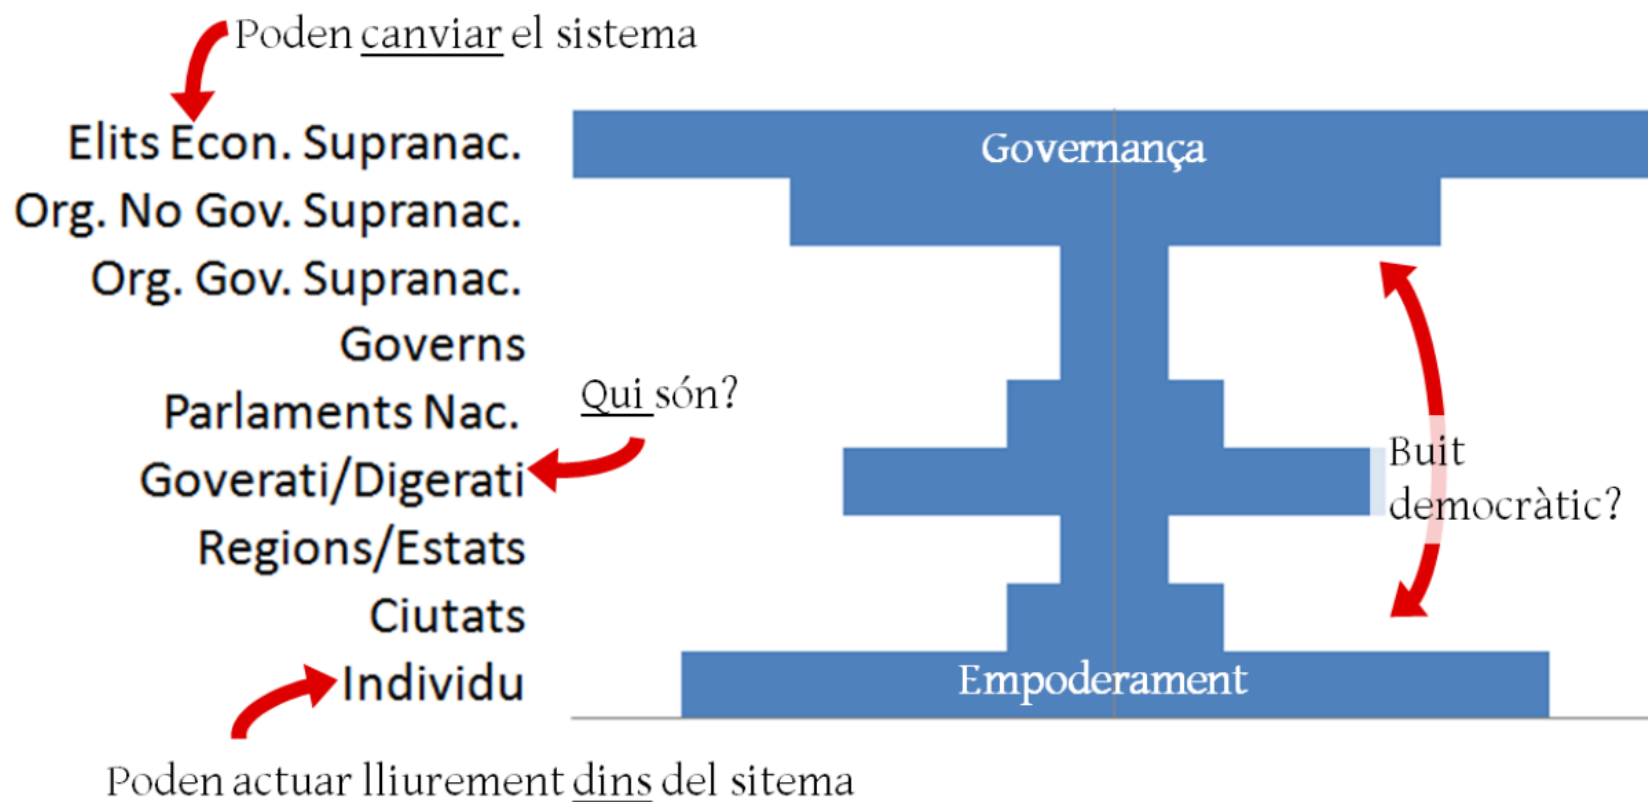 Poden canviar el sistema
Elits Econ. Supranac.
Governança
Org. No Gov. Supranac.
Org. Gov. Supranac.
Governs
Qui són?
Parlaments Nac.
Goverati/Digerati
Buit
democràtic?
Regions/Estats
Ciutats
Individu
Empoderament
Poden actuar lliurement dins del sitema